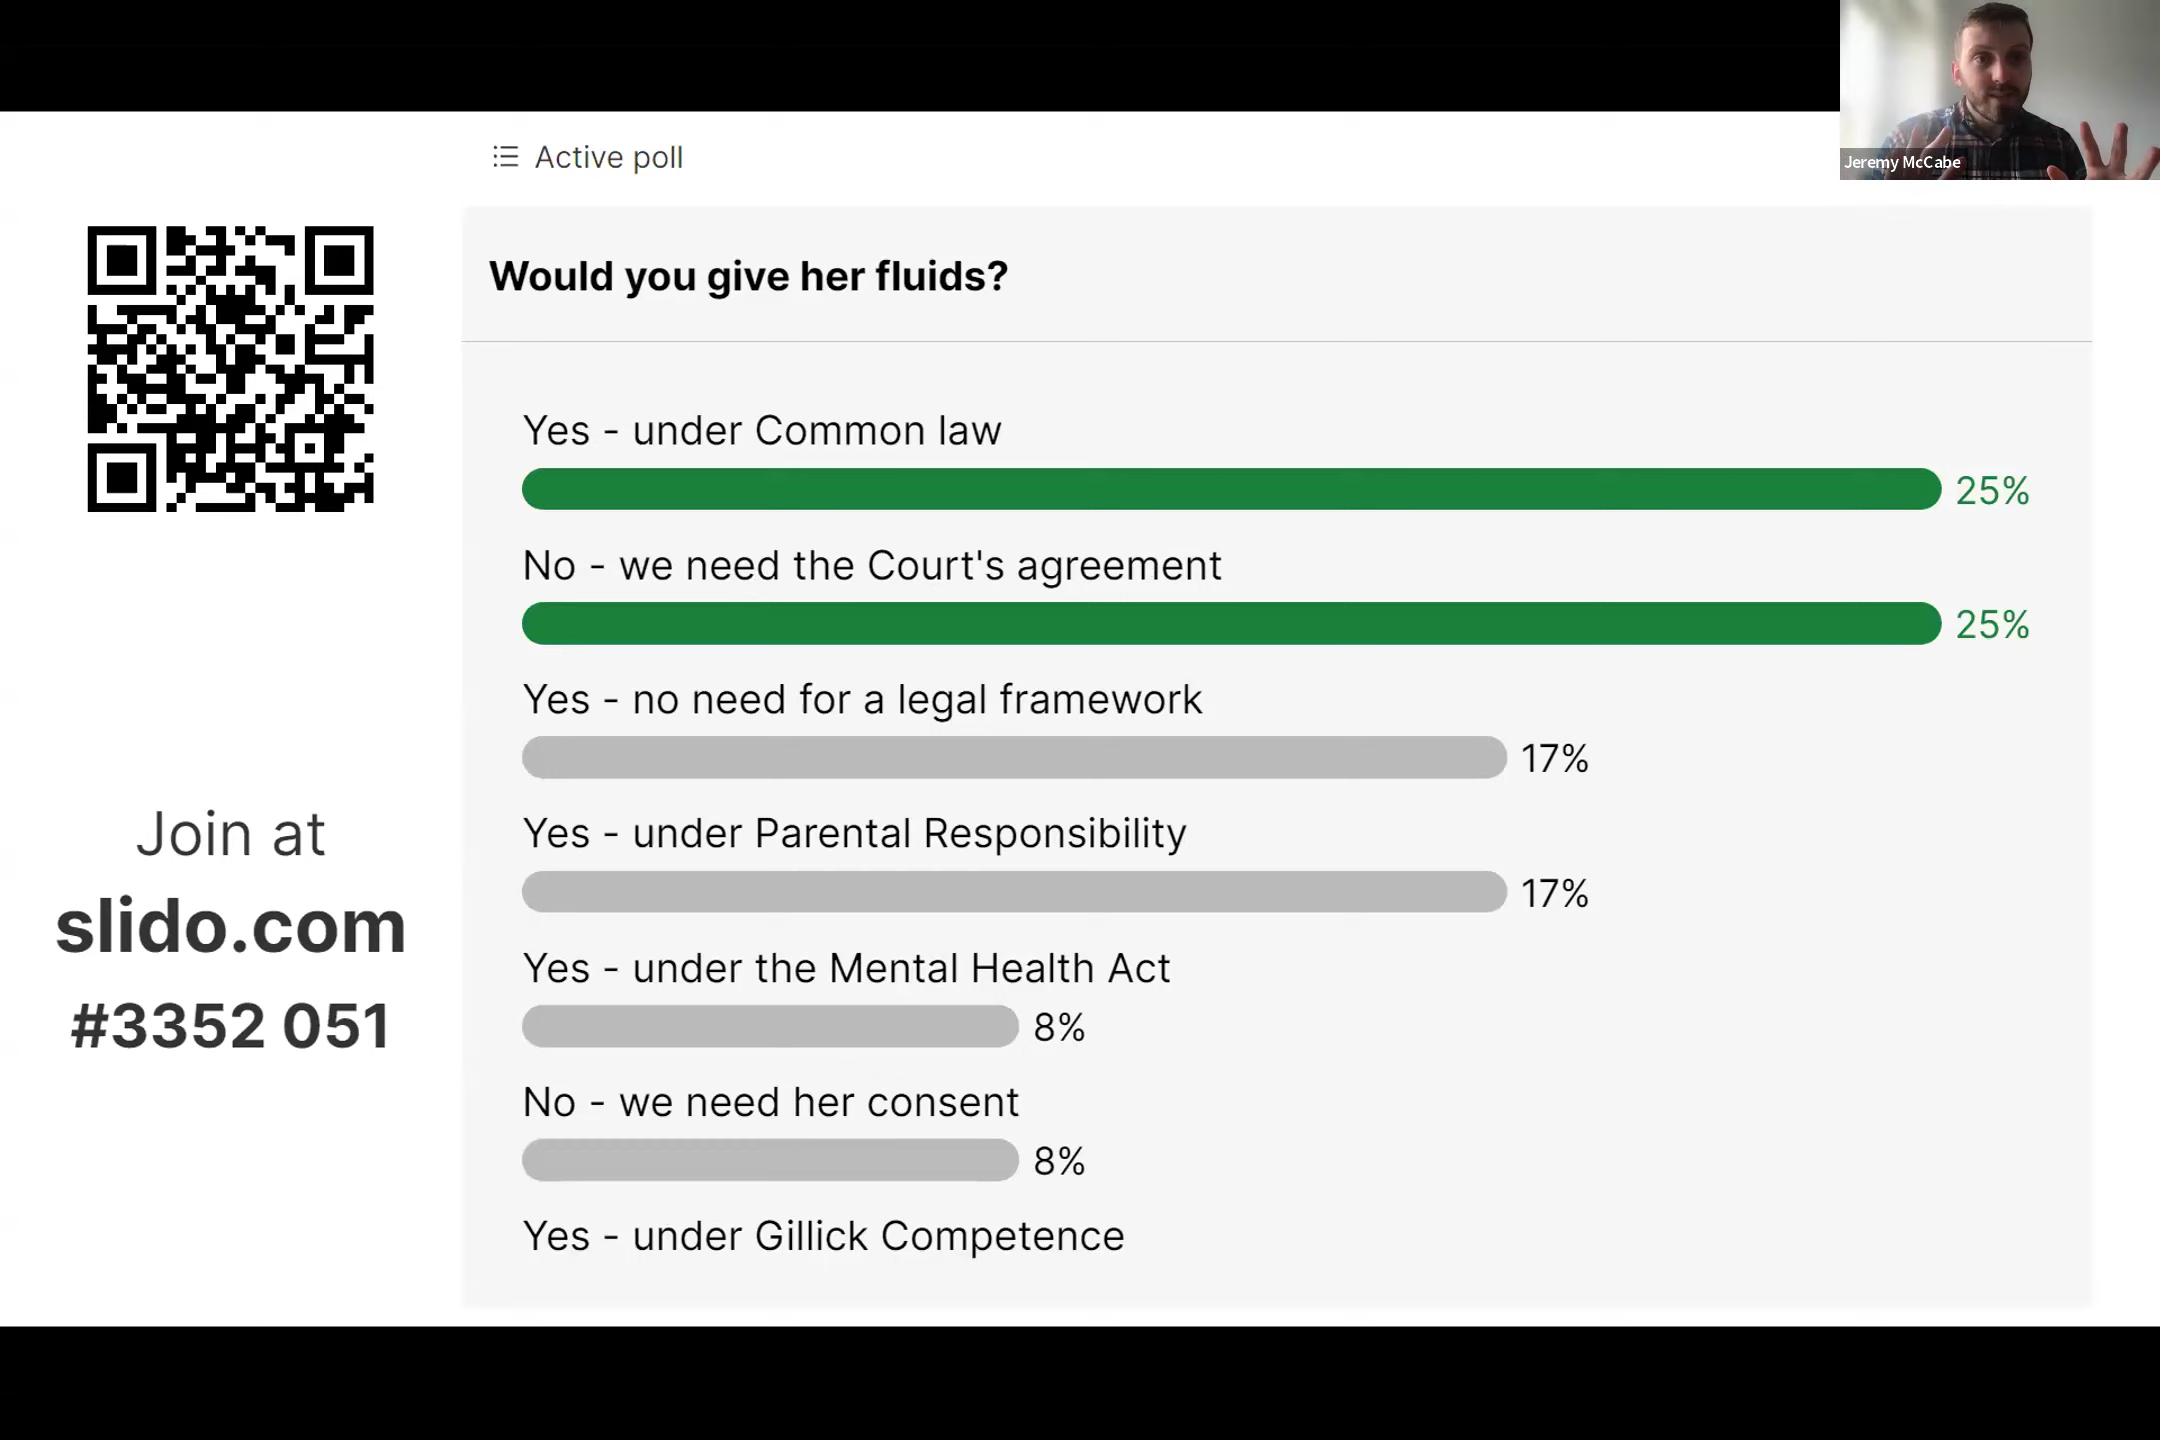 Jeremy McCabe
Active poll
Would you give her fluids?
Yes - under Common law
25%
No - we need the Court's agreement
25%
Yes - no need for a legal framework
17%
Yes - under Parental Responsibility
17%
Yes - under the Mental Health Act
8%
No - we need her consent
8%
Yes - under Gillick Competence
Join at
slido.com
#3352 051